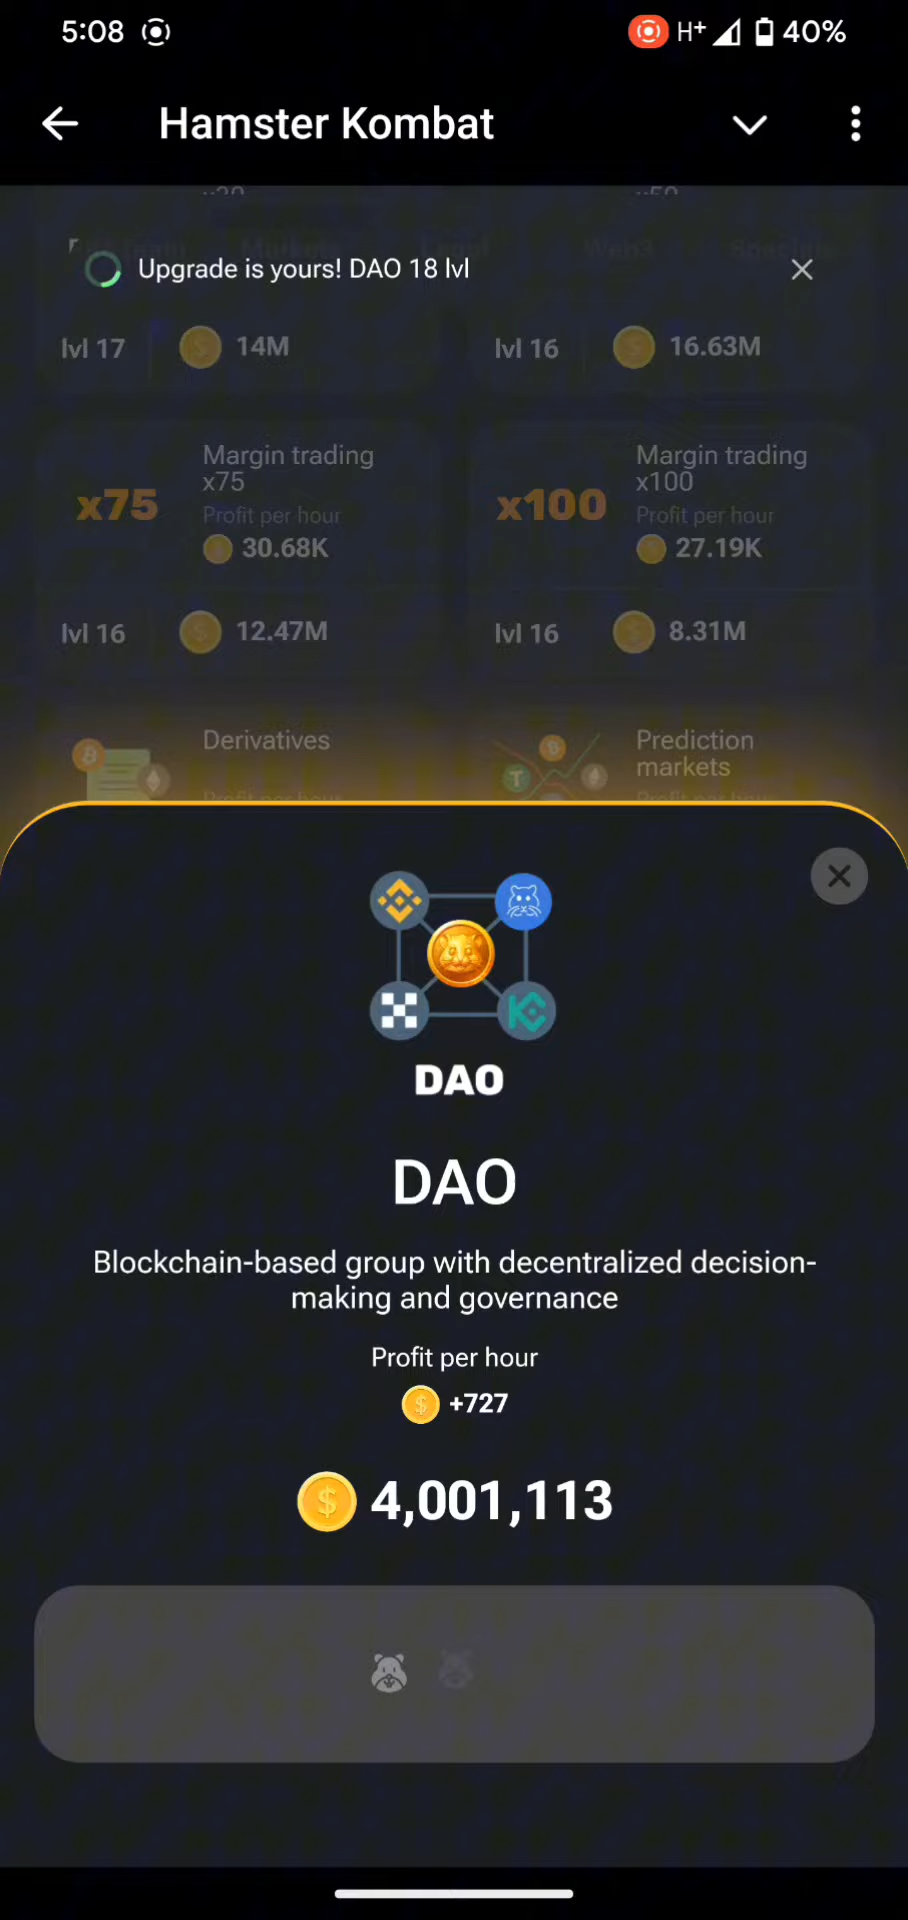 5:08 H+ 40%
Hamster Kombat
Upgrade is yours! DAO 18 lvl
lvl 17 14M
lvl 16 16.63M
x75
Margin trading
x75
Profit per hour
30.68K
lvl 16 12.47M
x100
Margin trading
x100
Profit per hour
27.19K
lvl 16 8.31M
Derivatives
Prediction
markets
DAO
DAO
Blockchain-based group with decentralized decision-
making and governance
Profit per hour
+727
4,001,113